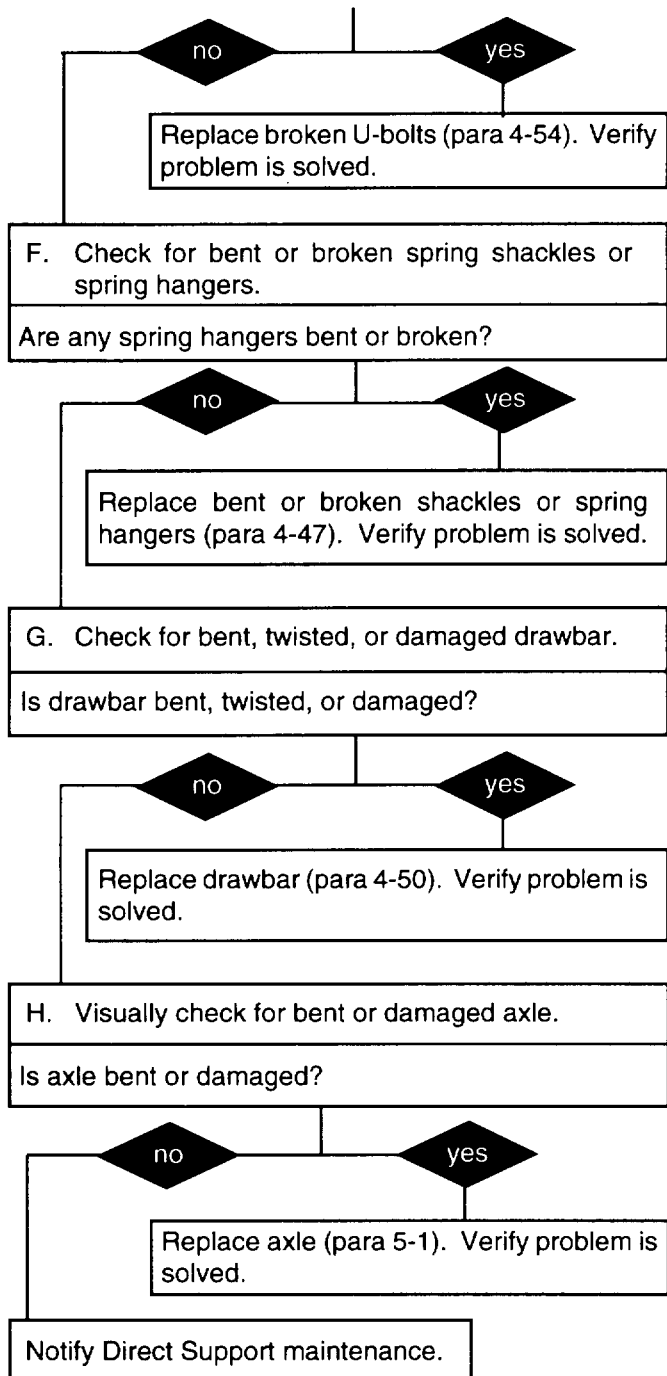 no
yes
Replace broken U-bolts (para 4-54). Verify
problem is solved.
F. Check for bent or broken spring shackles or
spring hangers.
Are any spring hangers bent or broken?
no
yes
Replace bent or broken shackles or spring
hangers (para 4-47). Verify problem is solved.
G. Check for bent, twisted, or damaged drawbar.
Is drawbar bent, twisted, or damaged?
no
yes
Replace drawbar (para 4-50). Verify problem is
solved.
H. Visually check for bent or damaged axle.
Is axle bent or damaged?
no
yes
Replace axle (para 5-1). Verify problem is
solved.
Notify Direct Support maintenance.